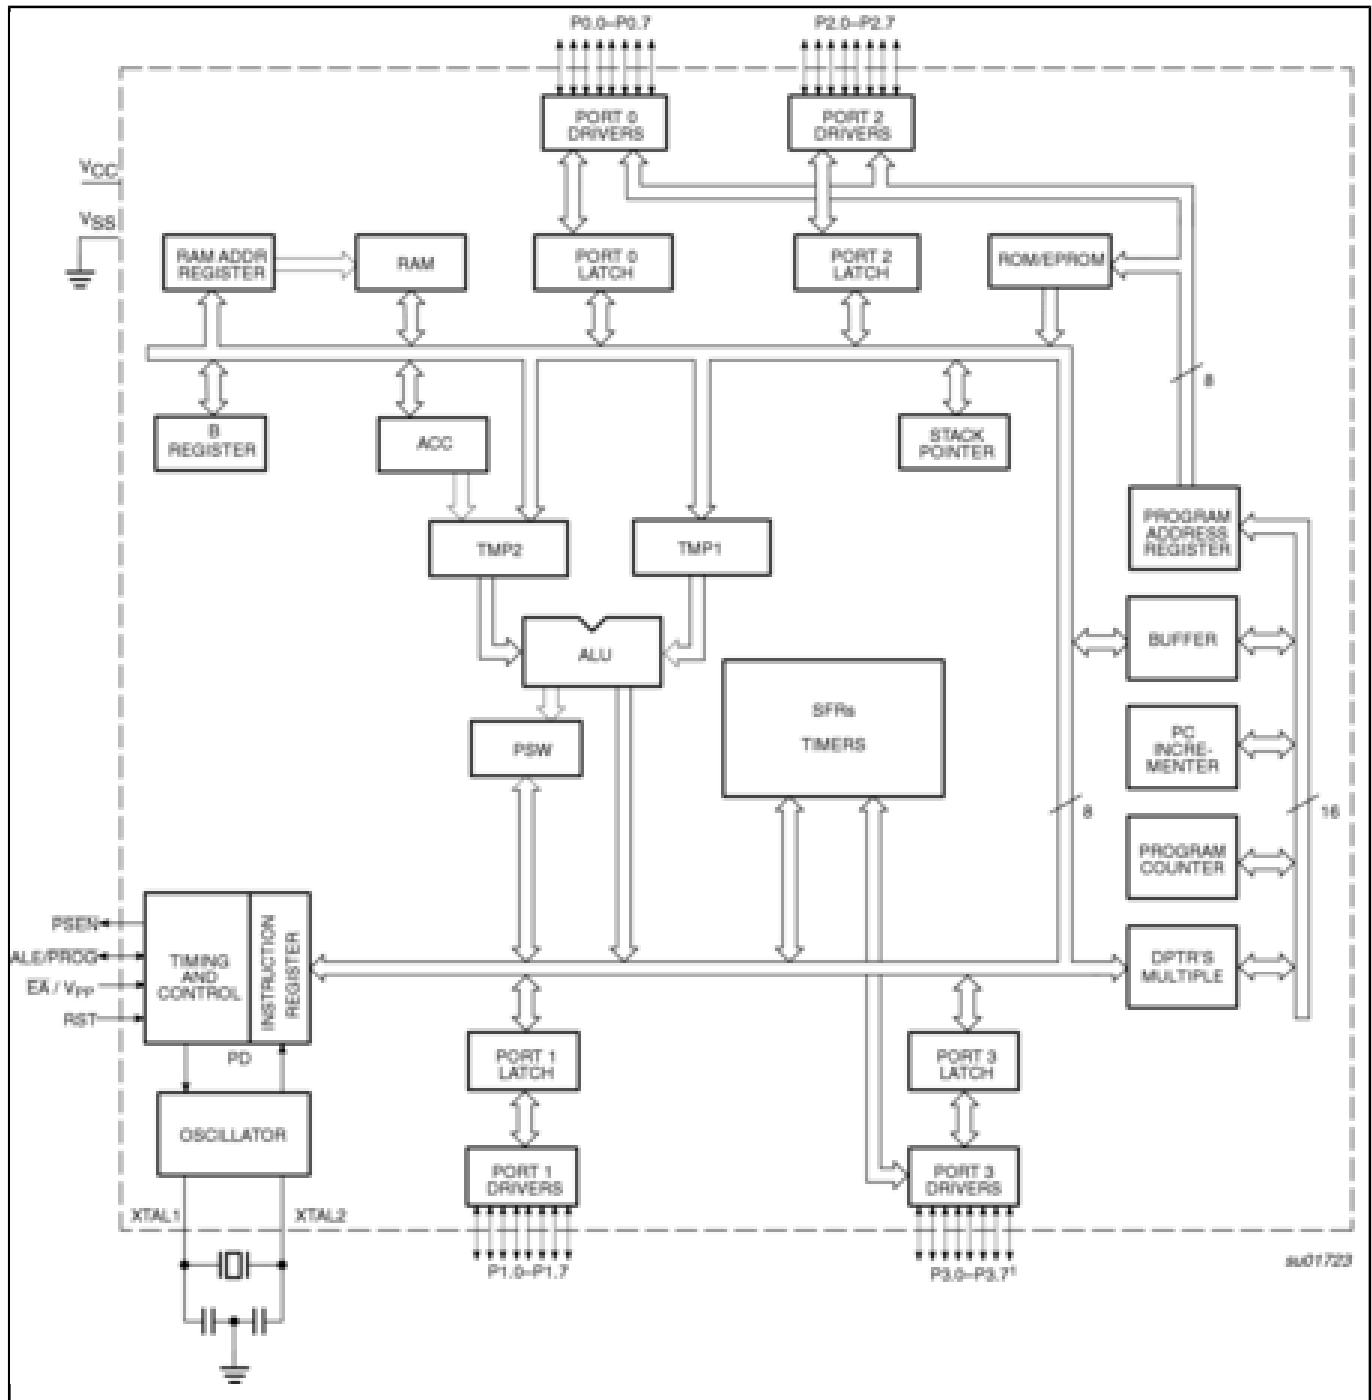 P0.0–P0.7
P2.0–P2.7
PORT 0
DRIVERS
PORT 2
DRIVERS
VCC
VSS
RAM ADDR
REGISTER
RAM
PORT 0
LATCH
PORT 2
LATCH
ROM/EPROM
8
B
REGISTER
ACC
STACK
POINTER
PROGRAM
ADDRESS
REGISTER
TMP2
TMP1
BUFFER
ALU
SFRs
TIMERS
PSW
PC
INCRE-
MENTER
8
16
PROGRAM
COUNTER
PSEN
ALE/PROG
EA / VPP
RST
TIMING
AND
CONTROL
INSTRUCTION
REGISTER
DPTR'S
MULTIPLE
PD
PORT 1
LATCH
PORT 3
LATCH
OSCILLATOR
PORT 1
DRIVERS
PORT 3
DRIVERS
XTAL1
XTAL2
P1.0–P1.7
P3.0–P3.7¹
su01723